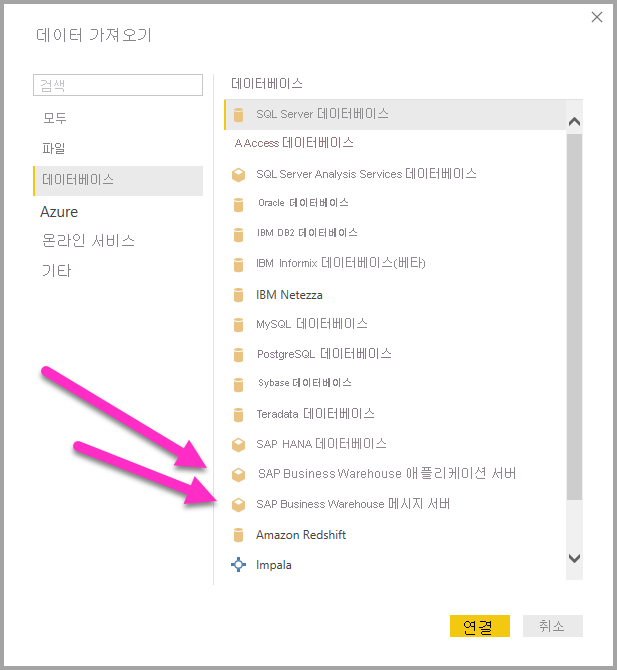 데이터 가져오기
검색
모두
파일
데이터베이스
Azure
온라인 서비스
기타
데이터베이스
SQL Server 데이터베이스
A Access 데이터베이스
SQL Server Analysis Services 데이터베이스
Oracle 데이터베이스
IBM DB2 데이터베이스
IBM Informix 데이터베이스(베타)
IBM Netezza
MySQL 데이터베이스
PostgreSQL 데이터베이스
Sybase 데이터베이스
Teradata 데이터베이스
SAP HANA 데이터베이스
SAP Business Warehouse 애플리케이션 서버
SAP Business Warehouse 메시지 서버
Amazon Redshift
Impala
연결
취소